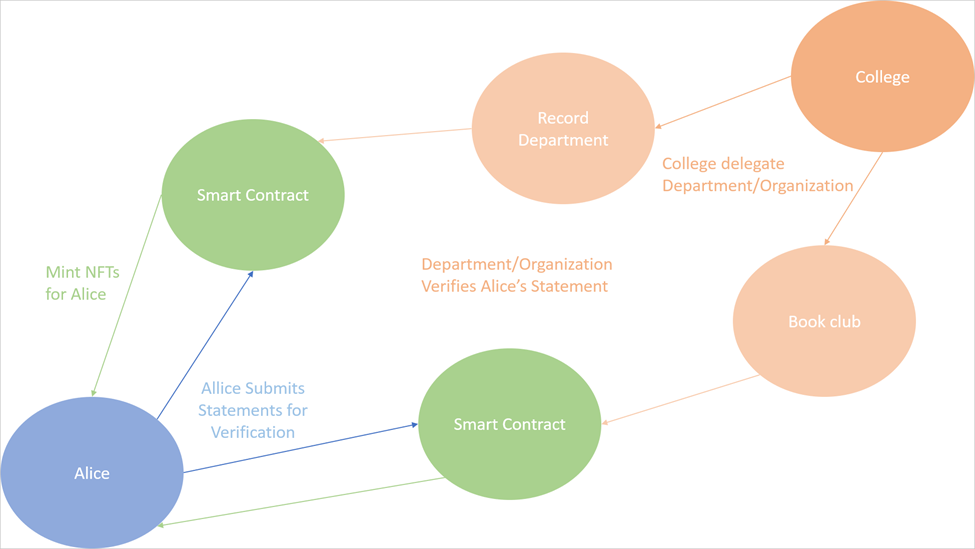 College
Record
Department
College delegate
Department/Organization
Smart Contract
Department/Organization
Verifies Alice's Statement
Mint NFTs
for Alice
Book club
Allice Submits
Statements for
Verification
Smart Contract
Alice